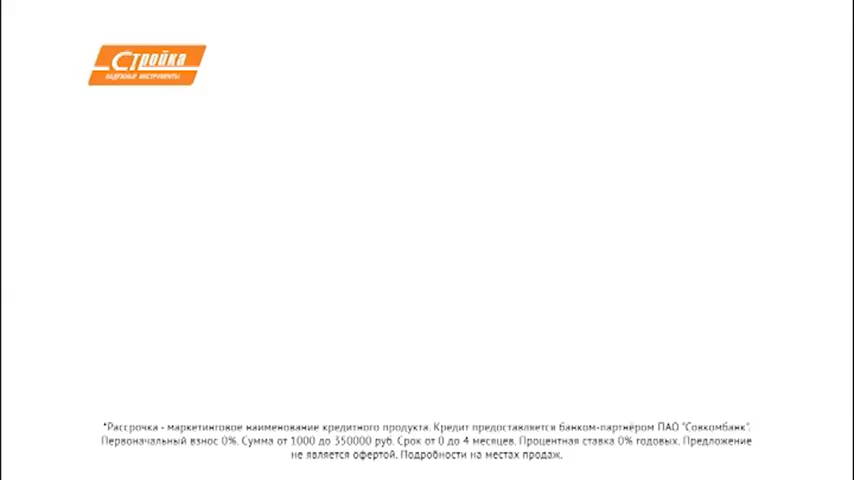 Стройка
НАДЕЖНЫЕ ИНСТРУМЕНТЫ
*Рассрочка - маркетинговое наименование кредитного продукта. Кредит предоставляется банком-партнёром ПАО "Совкомбанк".
Первоначальный взнос 0%. Сумма от 1000 до 350000 руб. Срок от 0 до 4 месяцев. Процентная ставка 0% годовых. Предложение
не является офертой. Подробности на местах продаж.